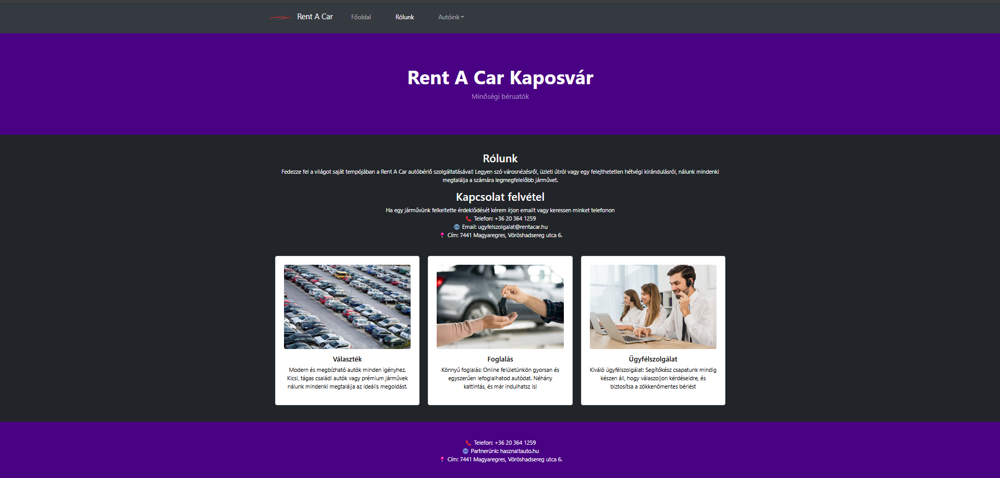 Rent A Car
Főoldal
Rólunk
Autóink
Rent A Car Kaposvár
Minőségi béruatók
Rólunk
Fedezze fel a világot saját tempójában a Rent A Car autóbérlő szolgáltatásával! Legyen szó városnézésről, üzleti útról vagy egy felejthetetlen hétvégi kirándulásról, nálunk mindenki
megtalálja a számára legmegfelelőbb járművet.
Kapcsolat felvétel
Ha egy járművünk felkeltette érdeklődését kérem írjon emailt vagy keressen minket telefonon
Telefon: +36 20 364 1259
Email: ugyfelszolgalat@rentacar.hu
Cím: 7441 Magyaregres, Vöröshadsereg utca 6.
Választék
Modern és megbízható autók minden igényhez.
Kicsi, tágas családi autók vagy prémium járművek
nálunk mindenki megtalálja az ideális megoldást.
Foglalás
Könnyű foglalás: Online felületünkön gyorsan és
egyszerűen lefoglalhatod autódat. Néhány
kattintás, és már indulhatsz is!
Ügyfélszolgálat
Kiváló ügyfélszolgálat: Segítőkész csapatunk mindig
készen áll, hogy válaszoljon kérdéseidre, és
biztosítsa a zökkenőmentes bérlést
Telefon: +36 20 364 1259
Partnerünk: hasznaltauto.hu
Cím: 7441 Magyaregres, Vöröshadsereg utca 6.